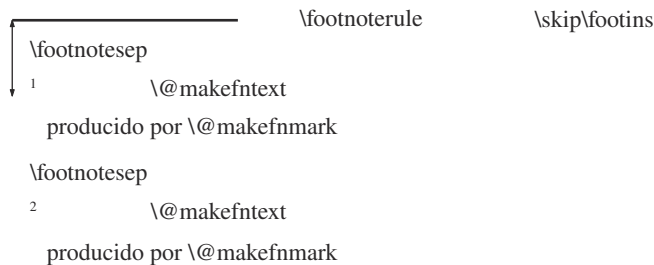 \footnoterule \skip\footins
\footnotesep
1 \@makefntext
producido por \@makefnmark
\footnotesep
2 \@makefntext
producido por \@makefnmark